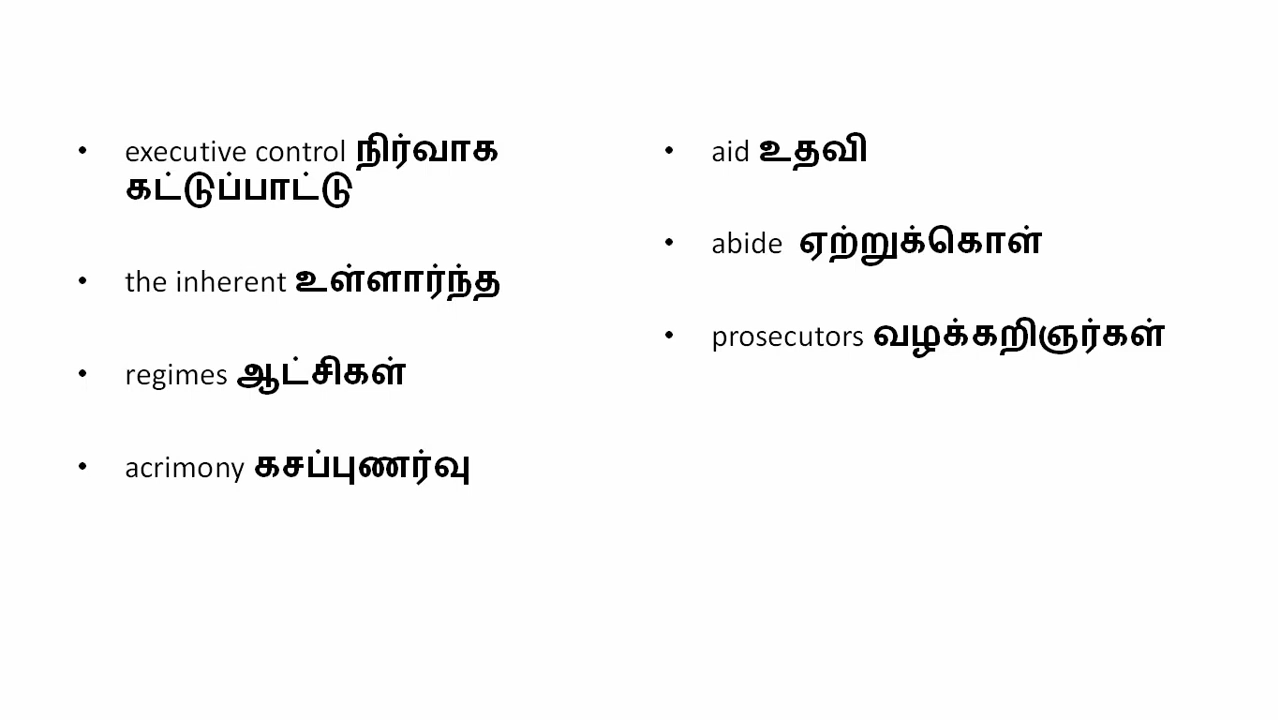 • executive control நிர்வாக
கட்டுப்பாட்டு
• the inherent உள்ளார்ந்த
• regimes ஆட்சிகள்
• acrimony கசப்புணர்வு
• aid உதவி
• abide ஏற்றுக்கொள்
• prosecutors வழக்கறிஞர்கள்